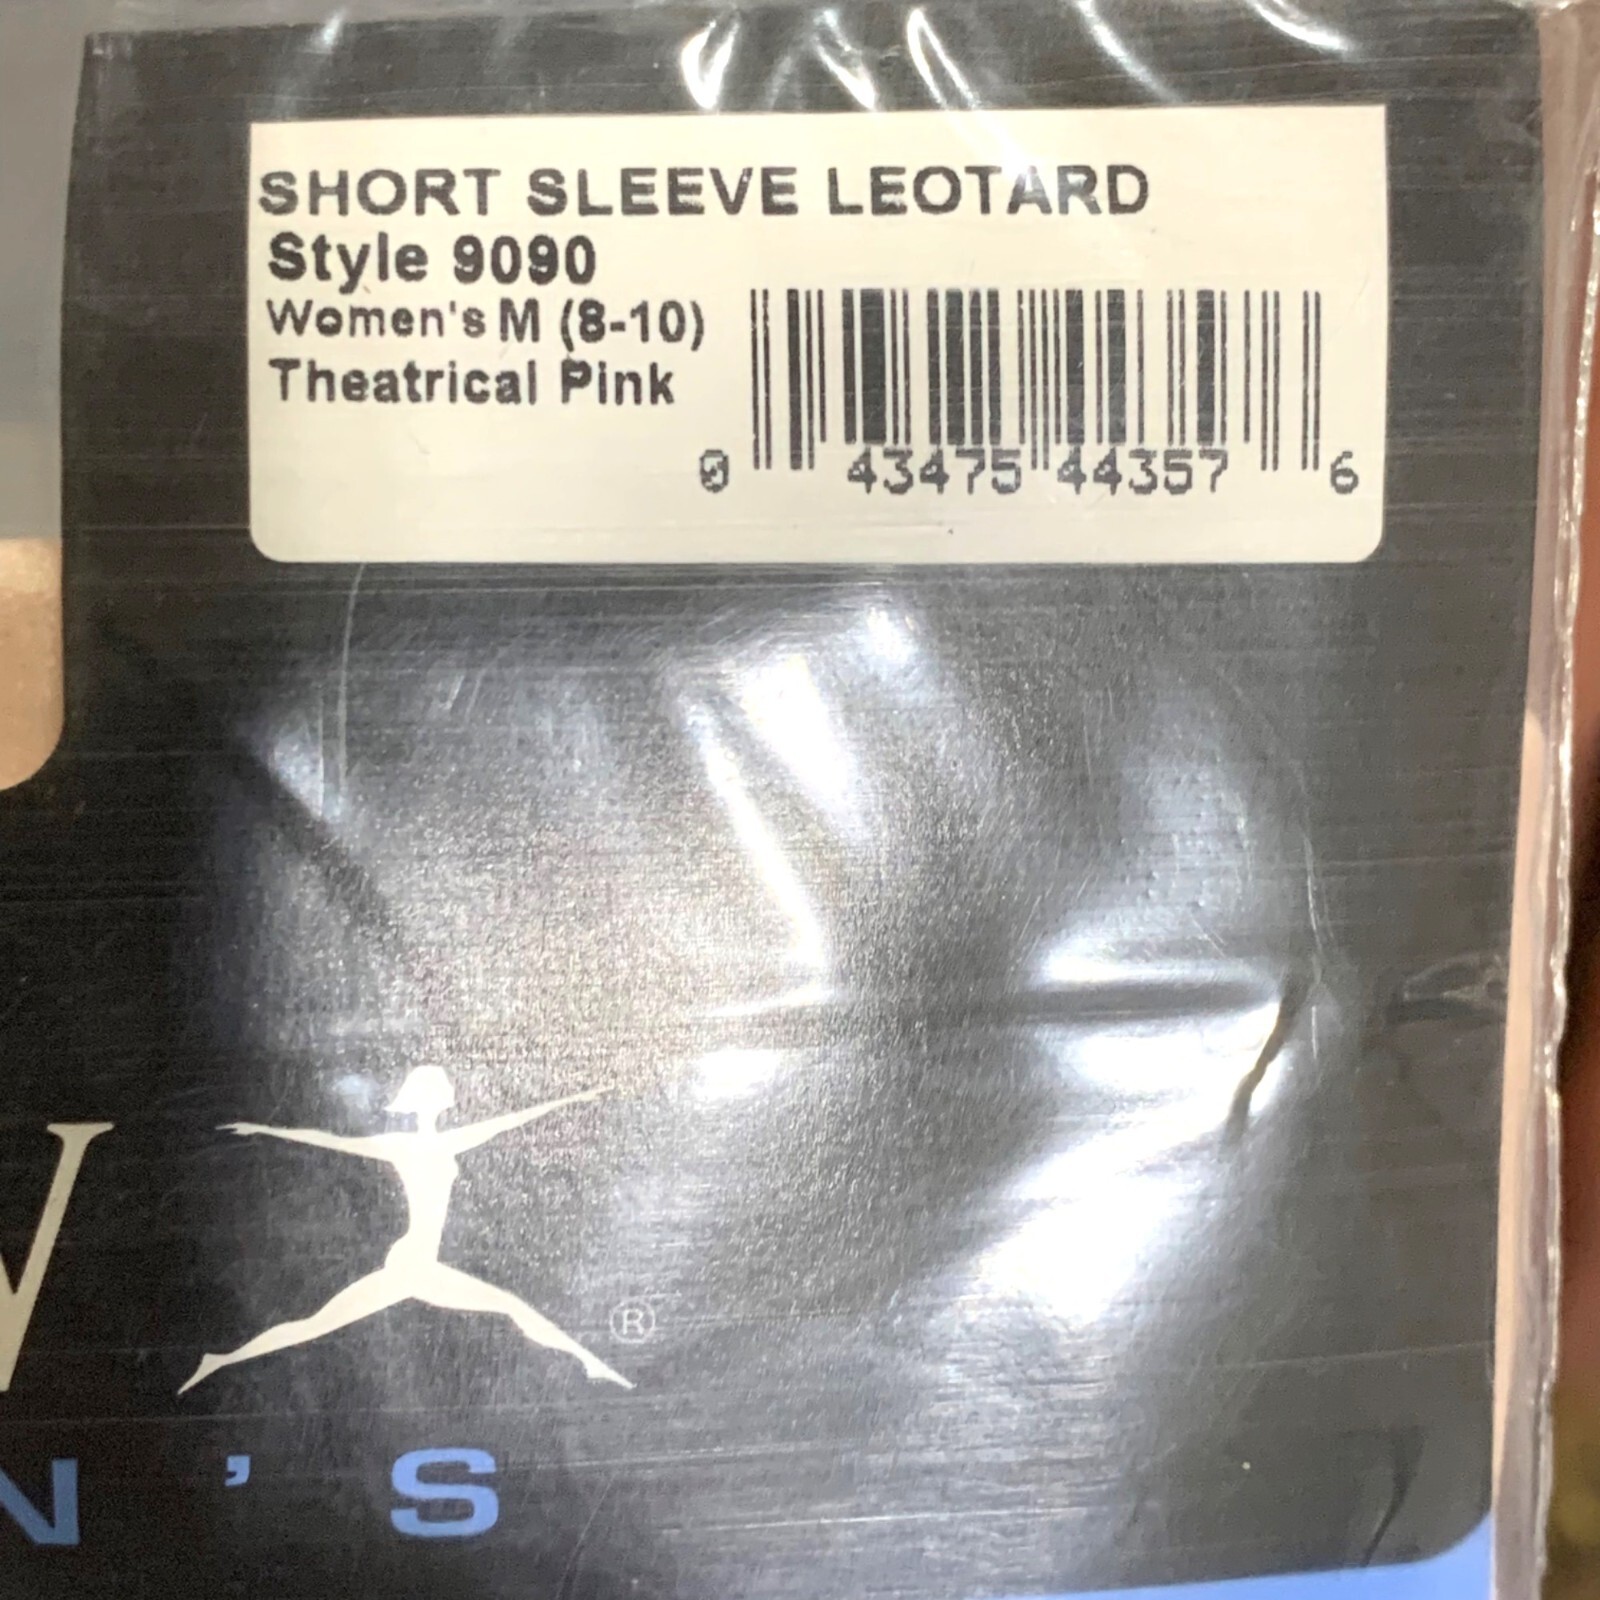 SHORT SLEEVE LEOTARD
Style 9090
Women's M (8-10)
Theatrical Pink
0 43475 44357 6
W
®
N'S